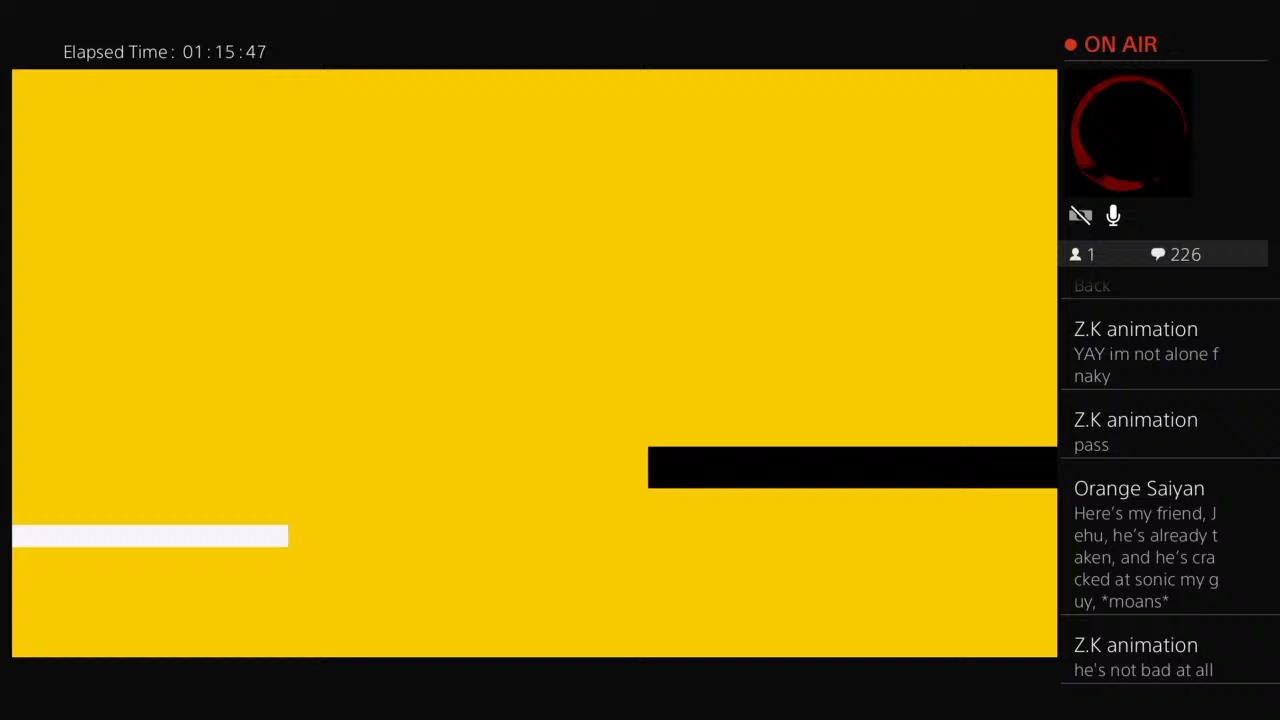 Elapsed Time: 01:15:47
ON AIR
1 226
Back
Z.K animation
YAY im not alone f
naky
Z.K animation
pass
Orange Saiyan
Here's my friend, J
ehu, he's already t
aken, and he's cra
cked at sonic my g
uy, *moans*
Z.K animation
he's not bad at all